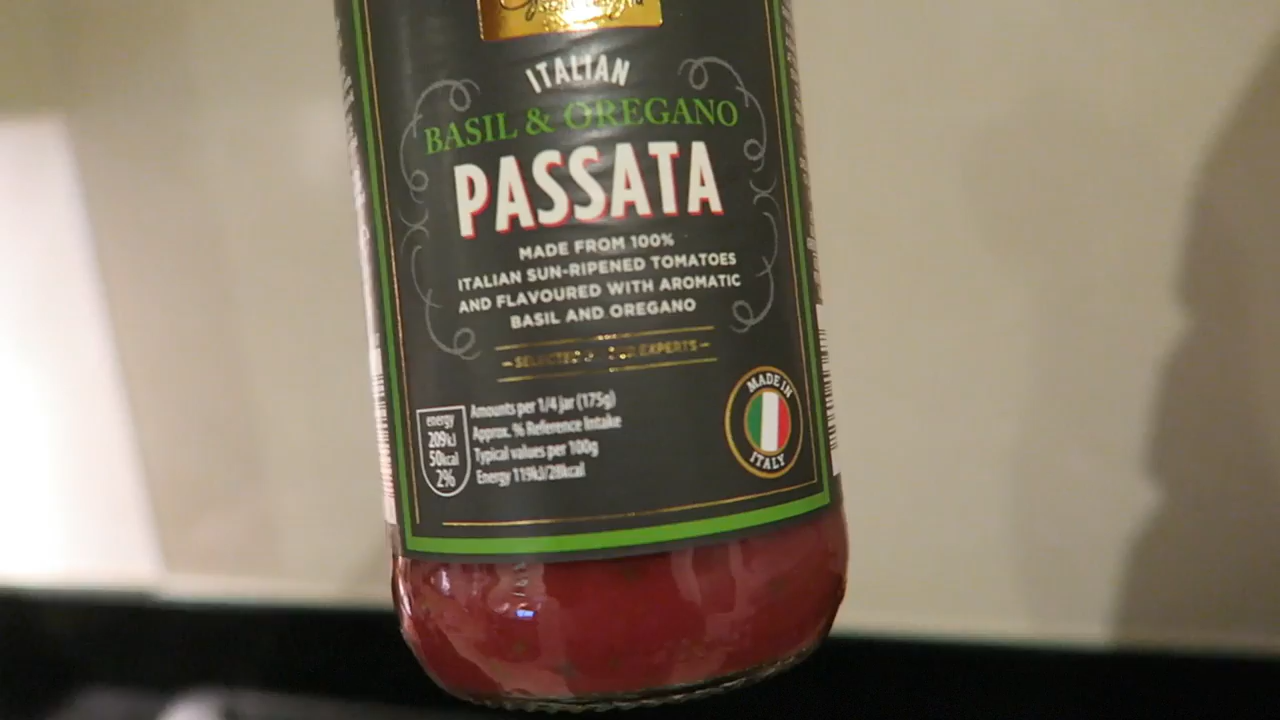 ITALIAN
BASIL & OREGANO
PASSATA
MADE FROM 100%
ITALIAN SUN-RIPENED TOMATOES
AND FLAVOURED WITH AROMATIC
BASIL AND OREGANO
SELECTED EXPERTS
energy
209kJ
50kcal
2%
Amounts per 1/4 jar (175g)
Approx. % Reference Intake
Typical values per 100g
Energy 119kJ/28kcal
MADE IN
ITALY